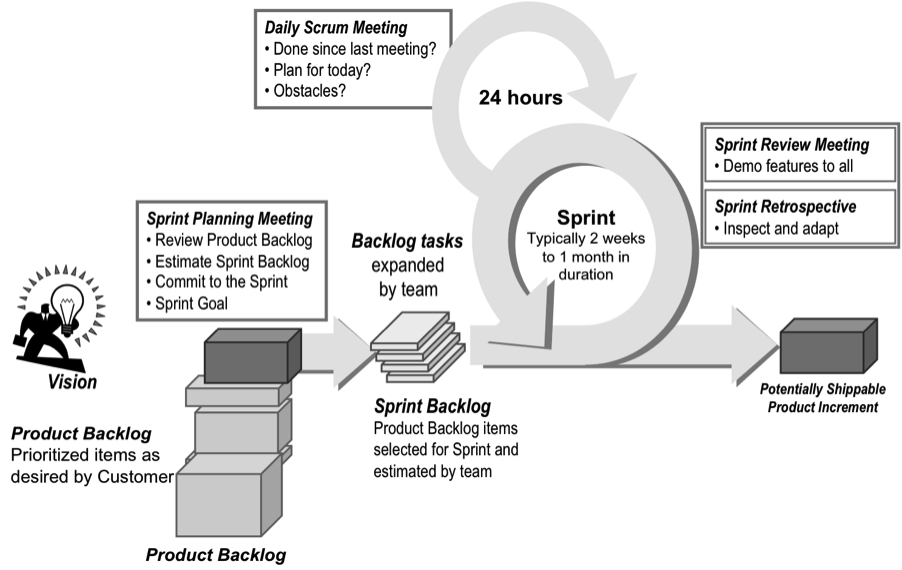 Daily Scrum Meeting
• Done since last meeting?
• Plan for today?
• Obstacles?
24 hours
Sprint Review Meeting
• Demo features to all
Sprint Retrospective
• Inspect and adapt
Sprint Planning Meeting
• Review Product Backlog
• Estimate Sprint Backlog
• Commit to the Sprint
• Sprint Goal
Backlog tasks
expanded
by team
Sprint
Typically 2 weeks
to 1 month in
duration
Vision
Product Backlog
Prioritized items as
desired by Customer
Product Backlog
Sprint Backlog
Product Backlog items
selected for Sprint and
estimated by team
Potentially Shippable
Product Increment